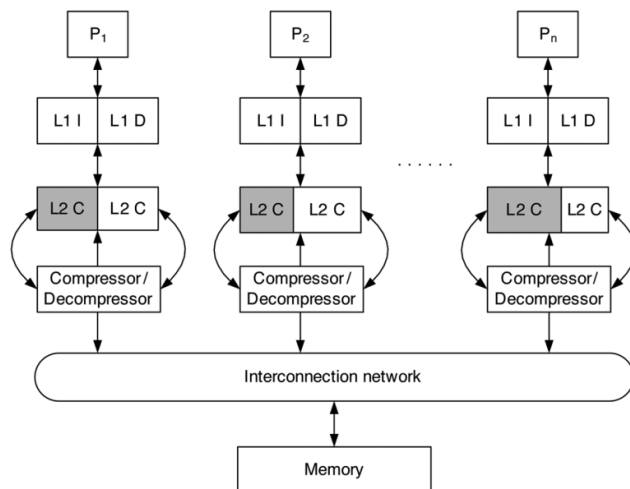 P1 P2 Pn
L1 I L1 D L1 I L1 D L1 I L1 D
. . . . . .
L2 C L2 C L2 C L2 C L2 C L2 C
Compressor/ Compressor/ Compressor/
Decompressor Decompressor Decompressor
Interconnection network
Memory